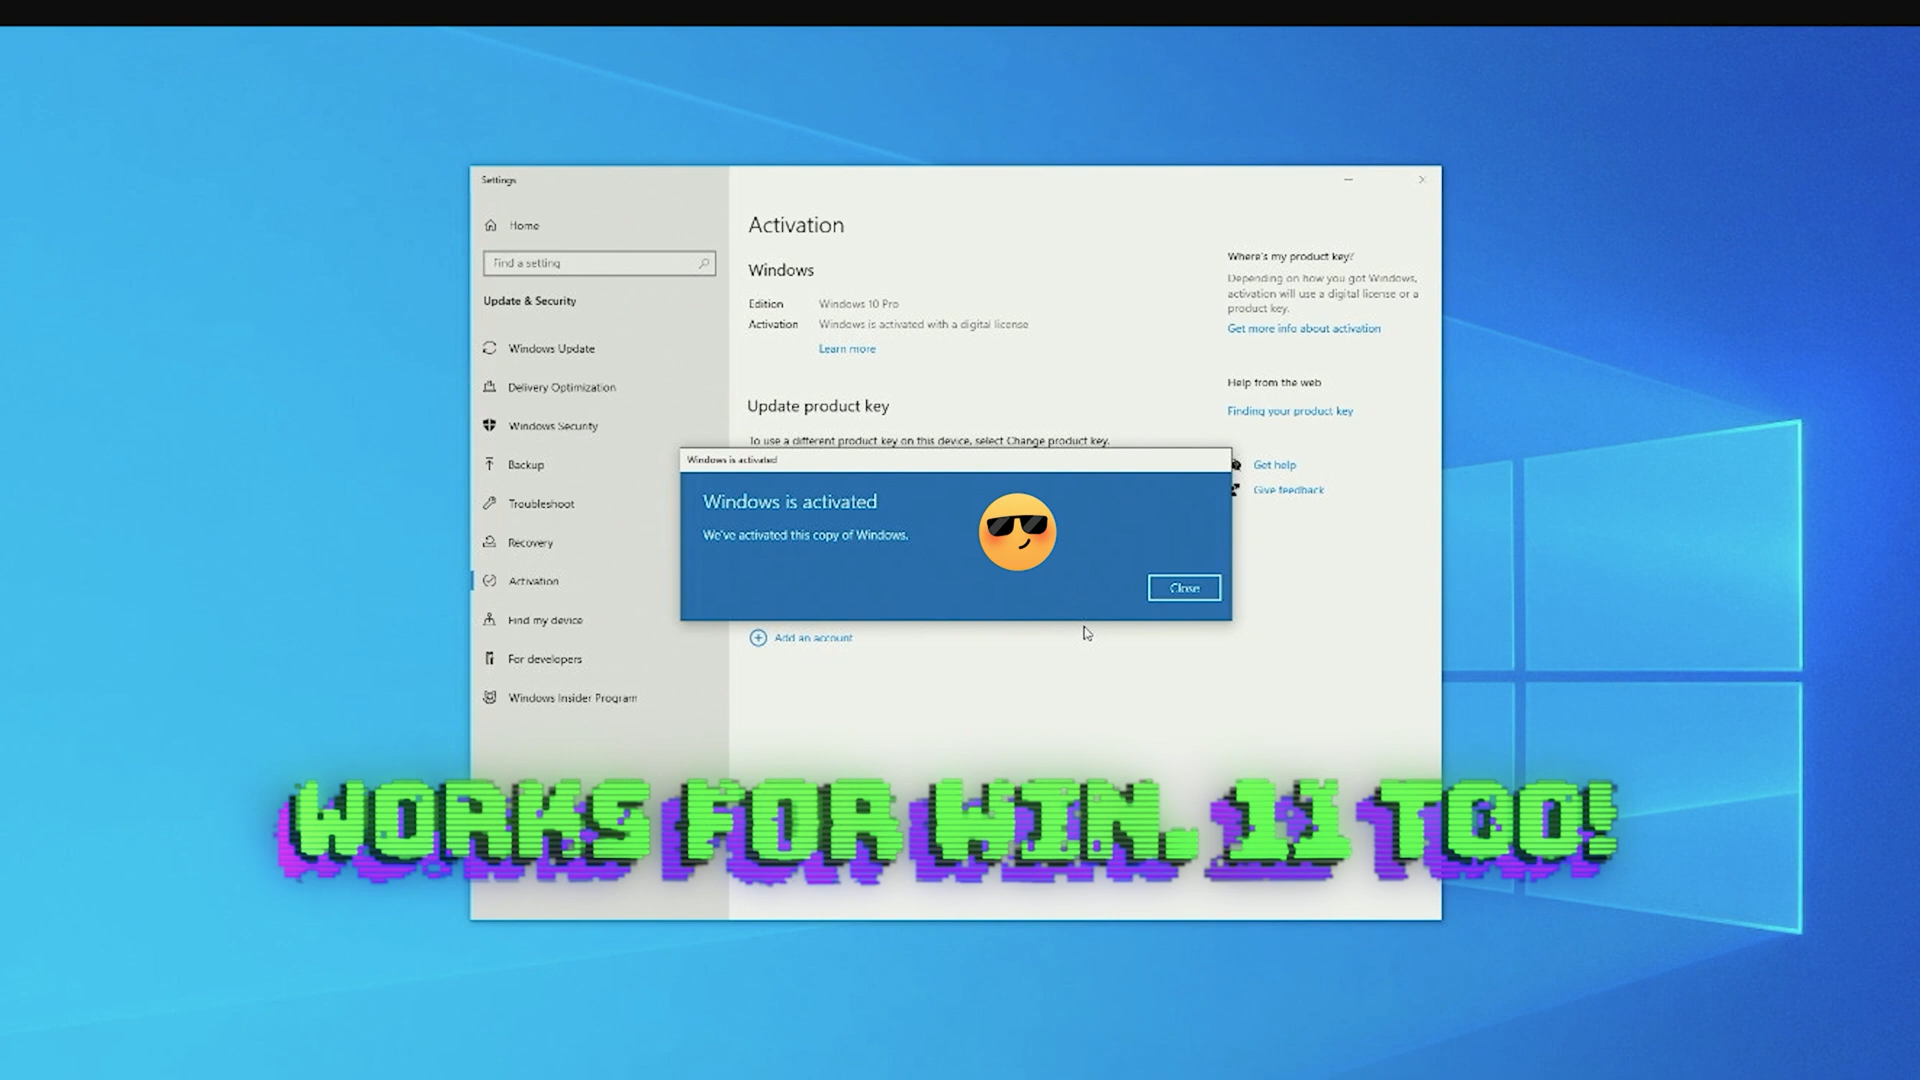 Settings
Home
Find a setting
Update & Security
Windows Update
Delivery Optimization
Windows Security
Backup
Troubleshoot
Recovery
Activation
Find my device
For developers
Windows Insider Program
Activation
Windows
Edition Windows 10 Pro
Activation Windows is activated with a digital license
Learn more
Update product key
To use a different product key on this device, select Change product key.
Windows is activated
Windows is activated
We've activated this copy of Windows.
Close
Add an account
Where's my product key?
Depending on how you got Windows,
activation will use a digital license or a
product key.
Get more info about activation
Help from the web
Finding your product key
Get help
Give feedback
WORKS FOR WIN. 11 TOO!